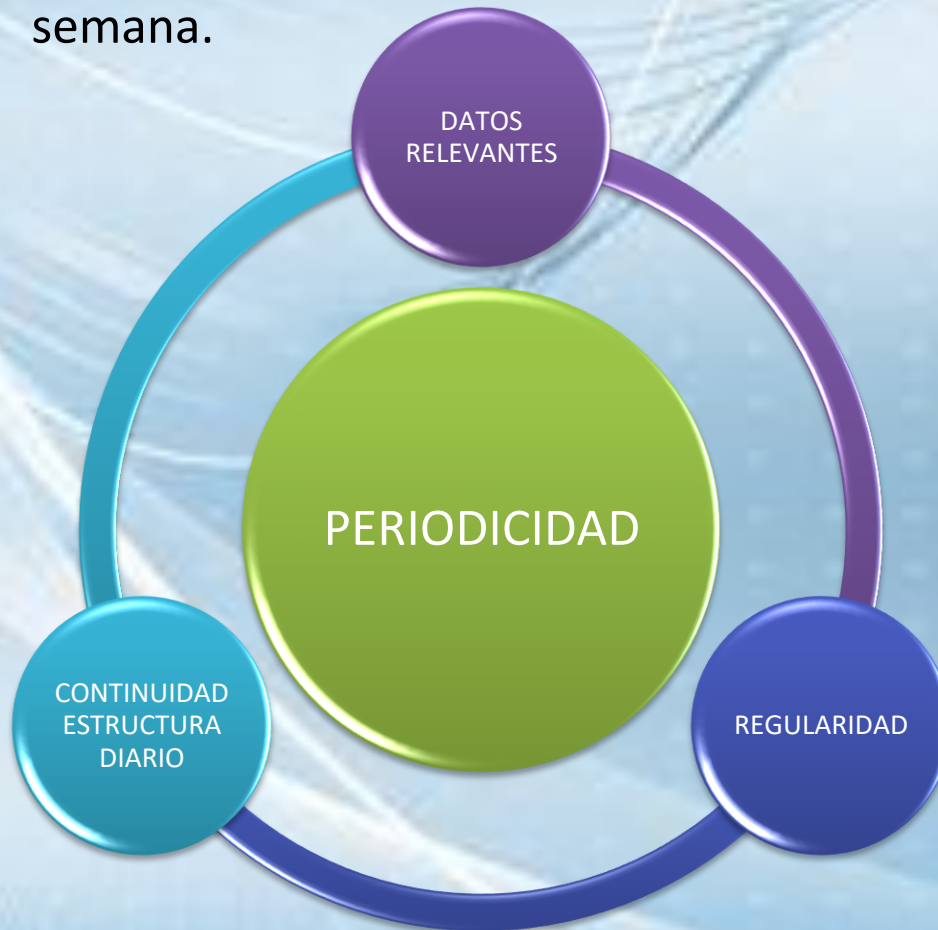 semana.
DATOS
RELEVANTES
PERIODICIDAD
CONTINUIDAD
ESTRUCTURA
DIARIO
REGULARIDAD